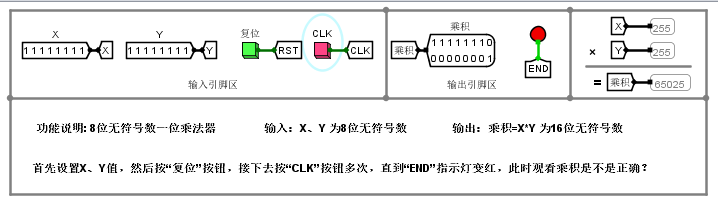 X
11111111
X
Y
11111111
Y
复位
RST
CLK
CLK
输入引脚区
乘积
乘积
11111110
00000001
END
输出引脚区
X
255
×
Y
255
=
乘积
65025
功能说明: 8位无符号数一位乘法器
输入：X、Y 为8位无符号数
输出：乘积=X*Y 为16位无符号数
首先设置X、Y值，然后按“复位”按钮，接下去按“CLK”按钮多次，直到“END”指示灯变红，此时观看乘积是不是正确？